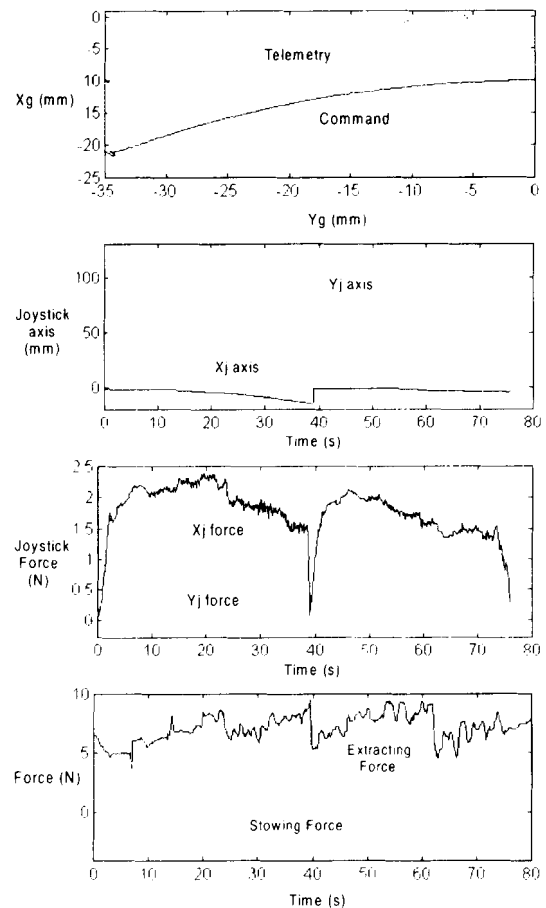 0
-5
Telemetry
10
Xg (mm)
15
Command
-20
-25
-35 -30 -25 -20 -15 -10 -5 0
Yg (mm)
100
Yj axis
Joystick
axis
(mm)
50
Xj axis
0
0 10 20 30 40 50 60 70 80
Time (s)
2.5
2
1.5
Xj force
Joystick
Force
(N)
1
0.5
Yj force
0
0 10 20 30 40 50 60 70 80
Time (s)
10
5
Extracting
Force
Force (N)
0
Stowing Force
0 10 20 30 40 50 60 70 80
Time (s)